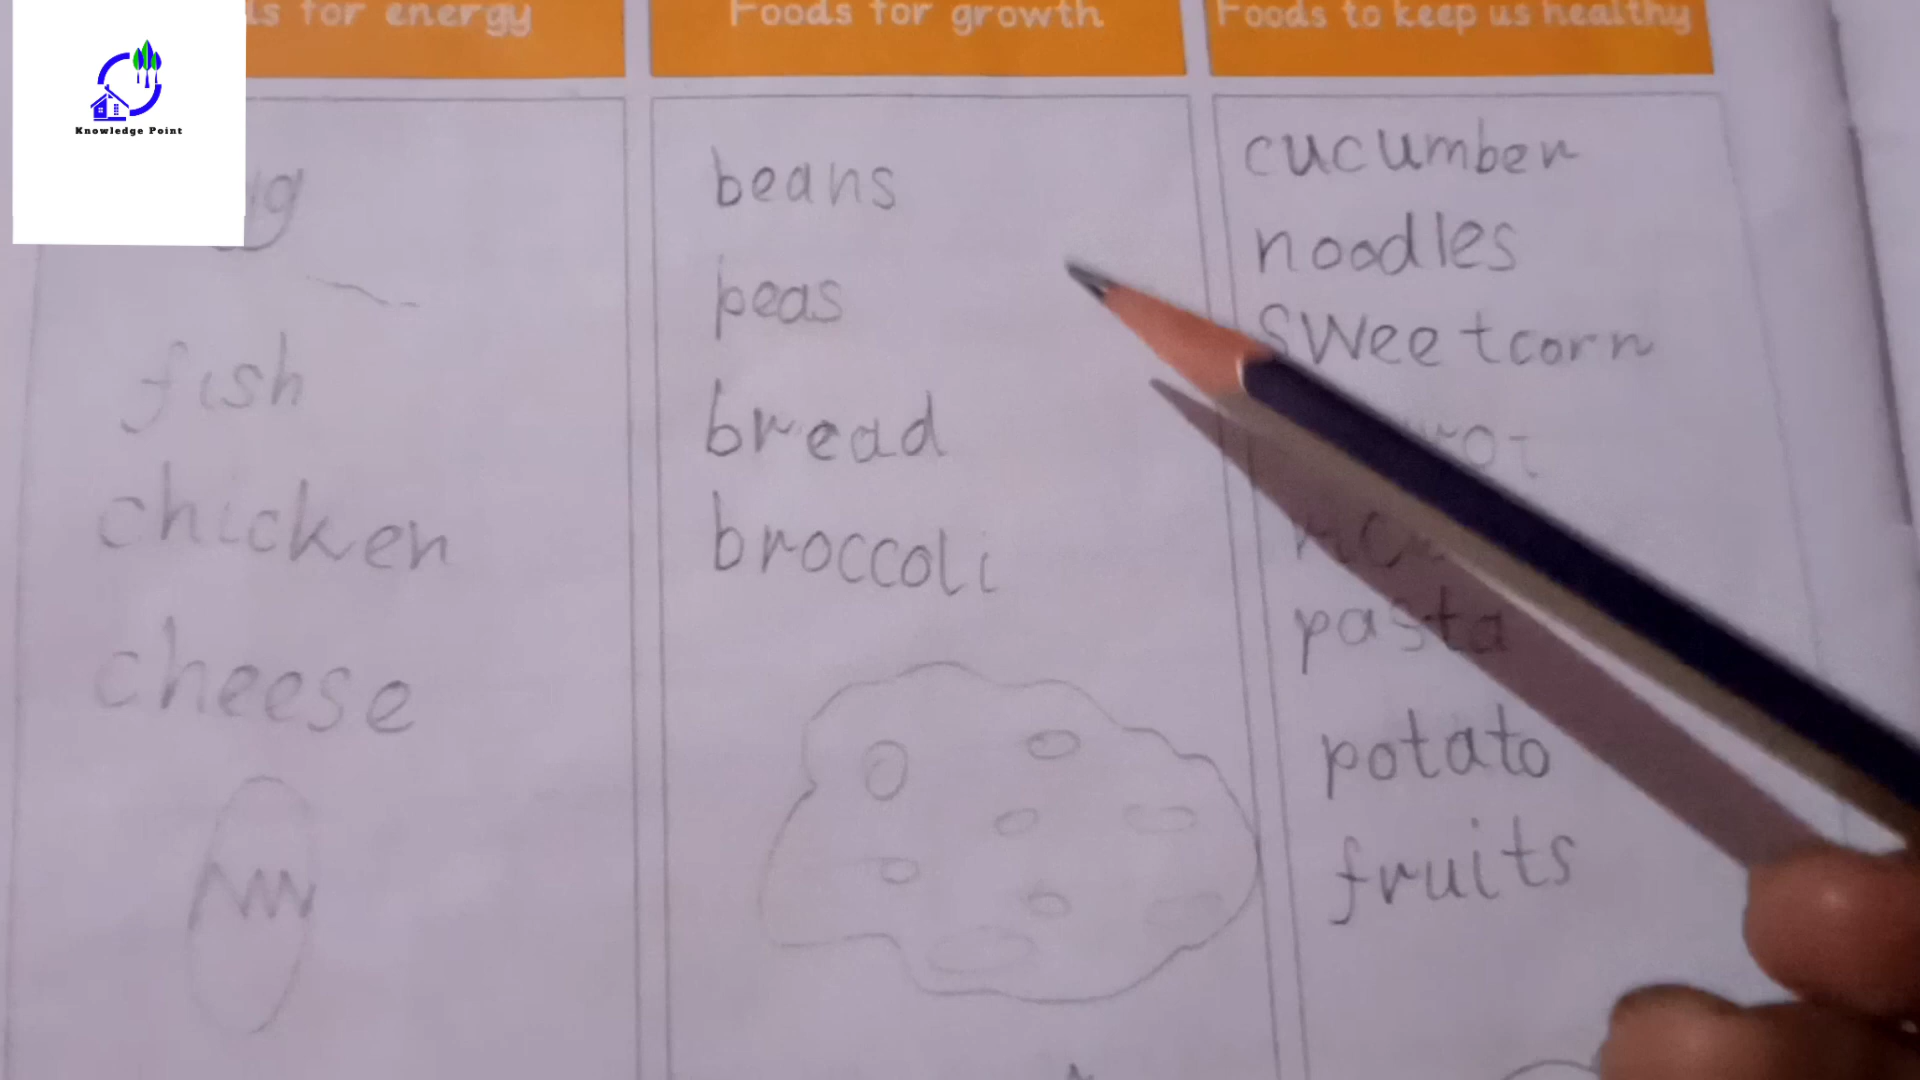 for energy
Foods for growth
Foods to keep us healthy
Knowledge Point
fish
chicken
cheese
beans
peas
bread
broccoli
cucumber
noodles
sweetcorn
pasta
potato
fruits